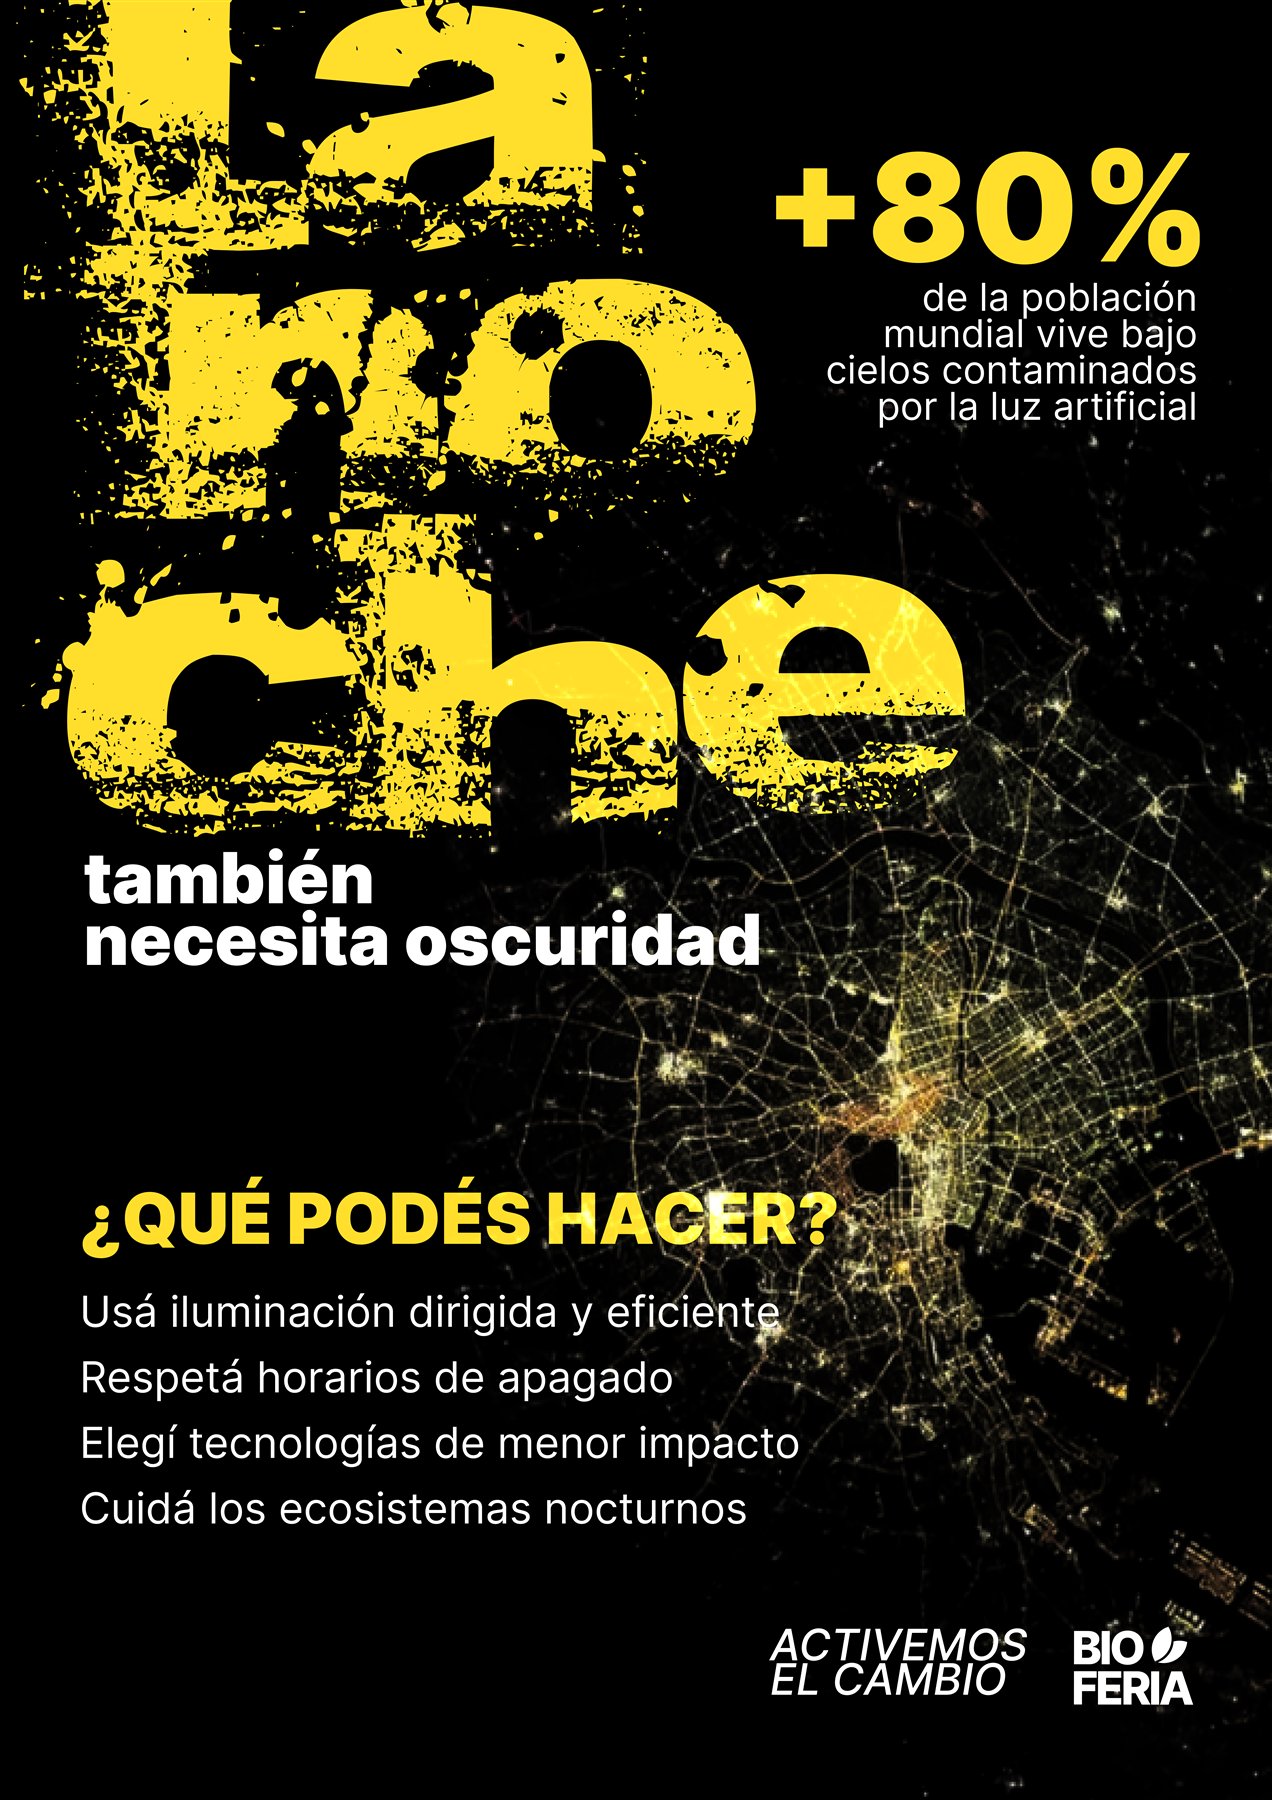 la
no
che
también
necesita oscuridad
+80%
de la población
mundial vive bajo
cielos contaminados
por la luz artificial
¿QUÉ PODÉS HACER?
Usá iluminación dirigida y eficiente
Respetá horarios de apagado
Elegí tecnologías de menor impacto
Cuidá los ecosistemas nocturnos
ACTIVEMOS
EL CAMBIO
BIO
FERIA